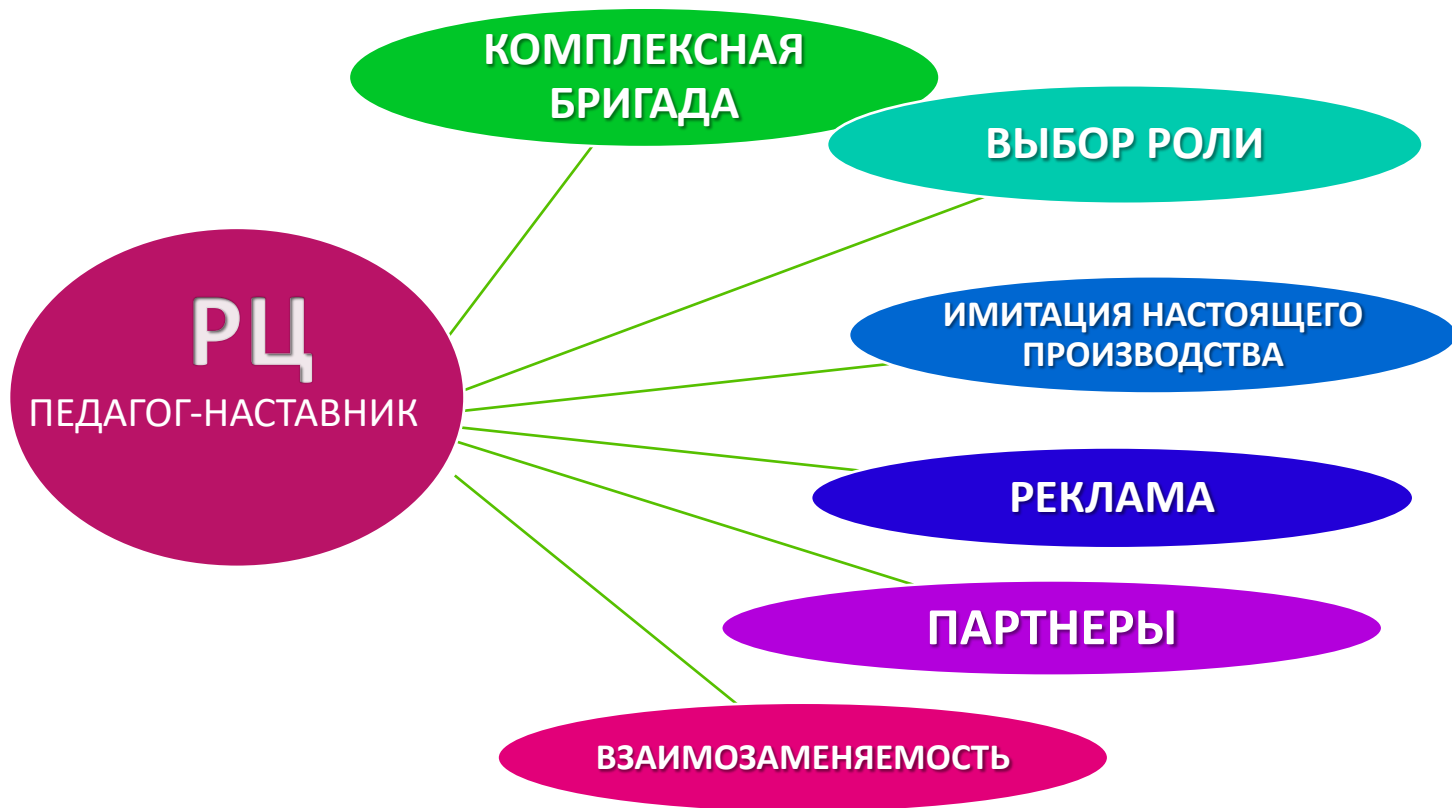 КОМПЛЕКСНАЯ
БРИГАДА
ВЫБОР РОЛИ
РЦ
ПЕДАГОГ-НАСТАВНИК
ИМИТАЦИЯ НАСТОЯЩЕГО
ПРОИЗВОДСТВА
РЕКЛАМА
ПАРТНЕРЫ
ВЗАИМОЗАМЕНЯЕМОСТЬ